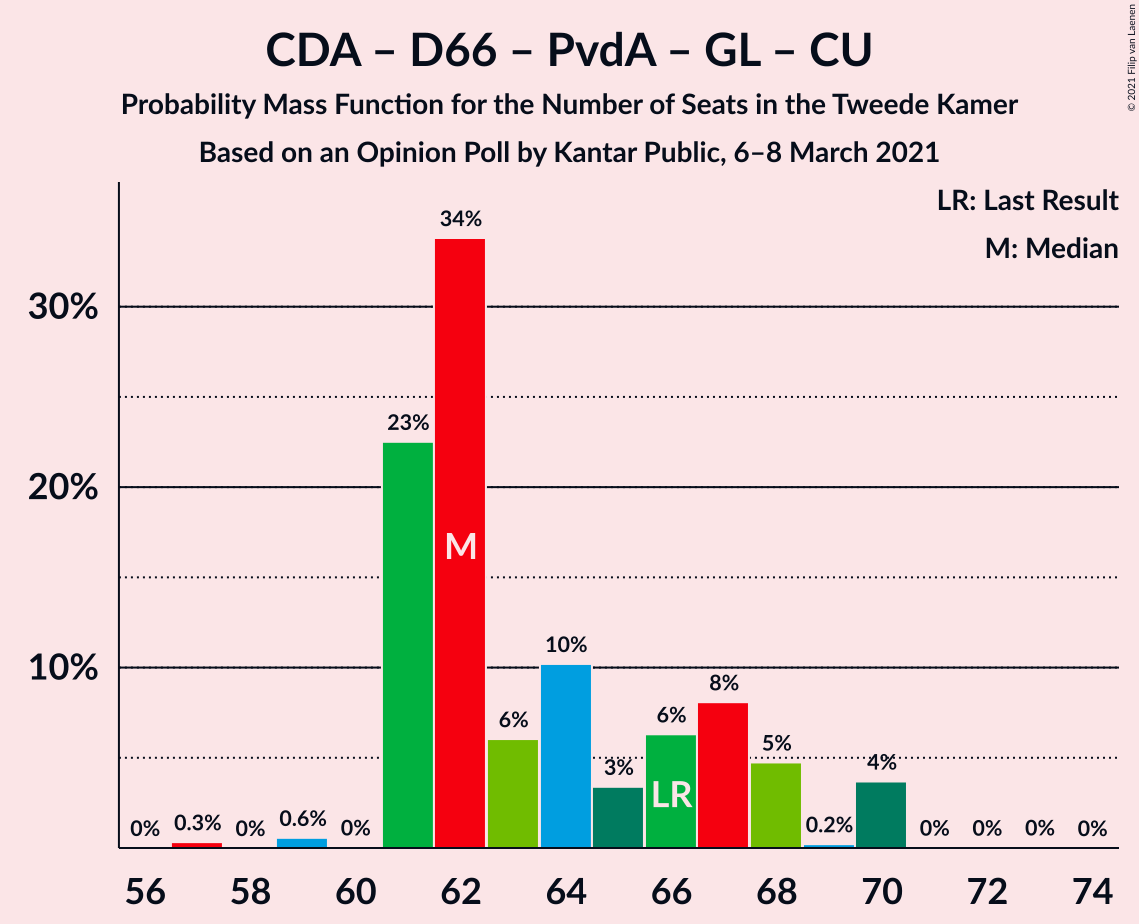 CDA – D66 – PvdA – GL – CU
Probability Mass Function for the Number of Seats in the Tweede Kamer
Based on an Opinion Poll by Kantar Public, 6–8 March 2021
© 2021 Filip van Laenen
LR: Last Result
M: Median
30%
20%
10%
0%
0.3%
0%
0.6%
0%
23%
34%
6%
10%
3%
6%
8%
5%
0.2%
4%
0%
0%
0%
0%
M
LR
56 58 60 62 64 66 68 70 72 74